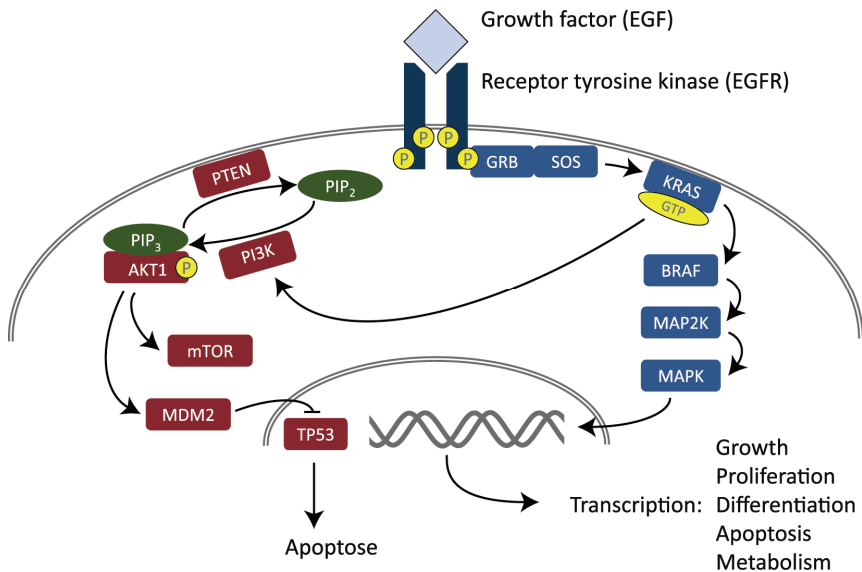 Growth factor (EGF)
Receptor tyrosine kinase (EGFR)
P
P
P
P
GRB
SOS
KRAS
GTP
PTEN
PIP2
PIP3
AKT1
P
PI3K
BRAF
MAP2K
MAPK
mTOR
MDM2
TP53
Apoptose
Transcription:
Growth
Proliferation
Differentiation
Apoptosis
Metabolism